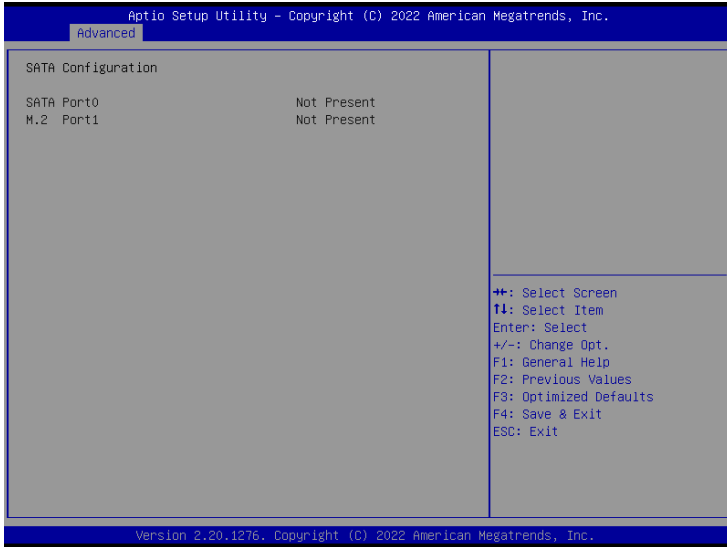 Aptio Setup Utility – Copyright (C) 2022 American Megatrends, Inc.
Advanced
SATA Configuration
SATA Port0 Not Present
M.2 Port1 Not Present
→←: Select Screen
↑↓: Select Item
Enter: Select
+/-: Change Opt.
F1: General Help
F2: Previous Values
F3: Optimized Defaults
F4: Save & Exit
ESC: Exit
Version 2.20.1276. Copyright (C) 2022 American Megatrends, Inc.